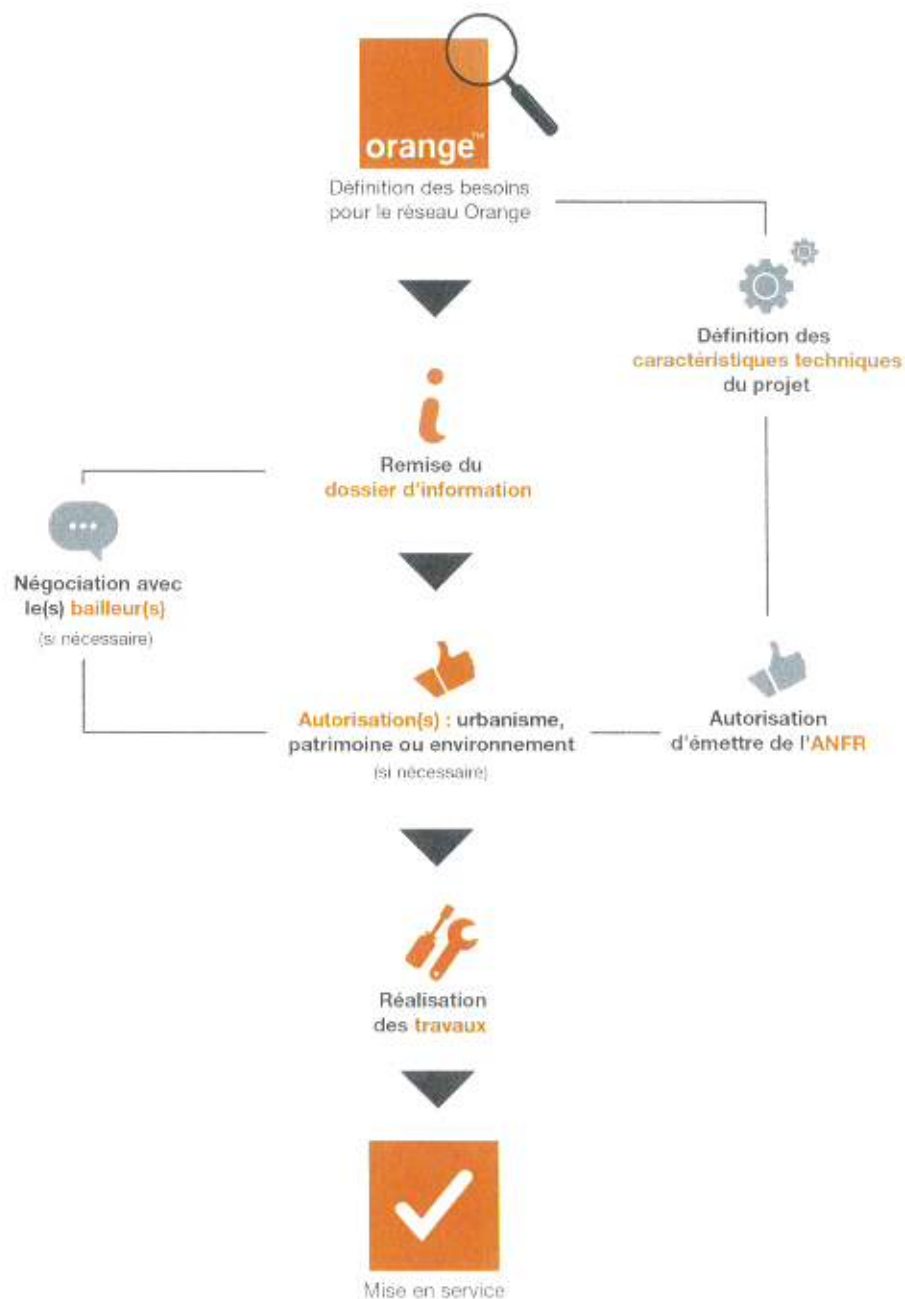 orange™
Définition des besoins
pour le réseau Orange
Définition des
caractéristiques techniques
du projet
Remise du
dossier d'information
Négociation avec
le(s) bailleur(s)
(si nécessaire)
Autorisation(s) : urbanisme,
patrimoine ou environnement
(si nécessaire)
Autorisation
d'émettre de l'ANFR
Réalisation
des travaux
Mise en service